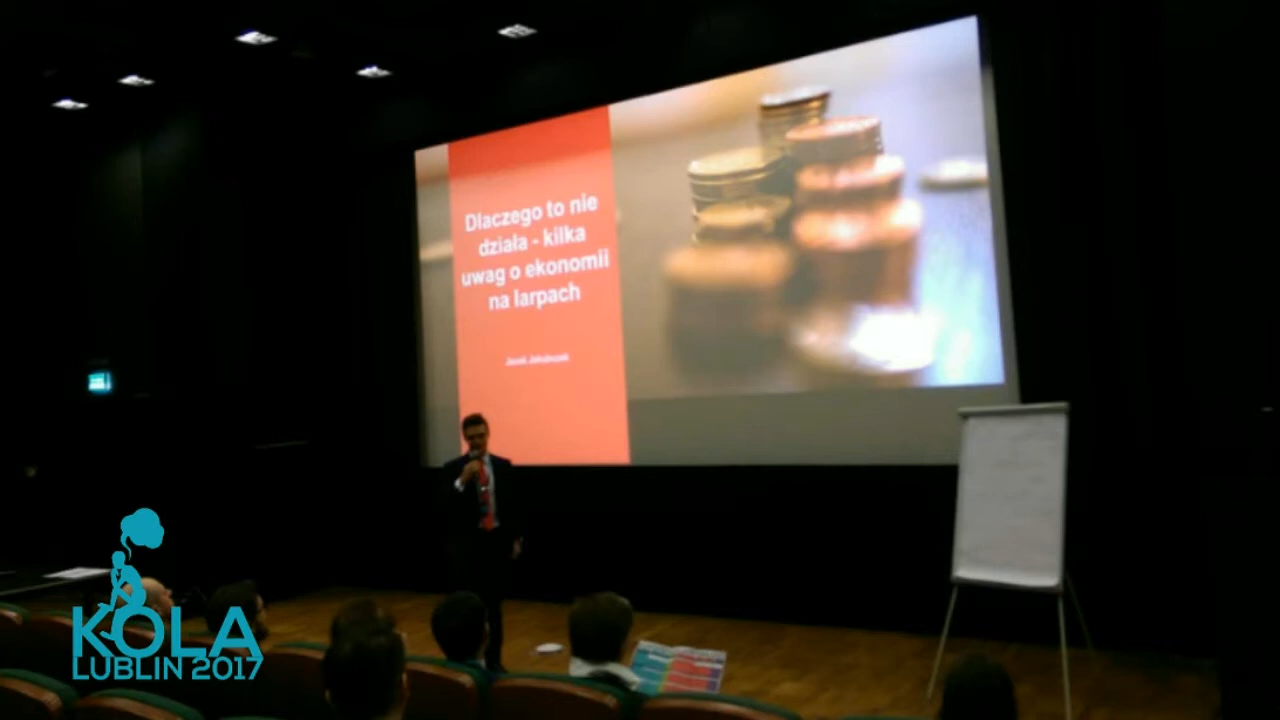 Dlaczego to nie
działa - kilka
uwag o ekonomii
na larpach
KOLA
LUBLIN 2017